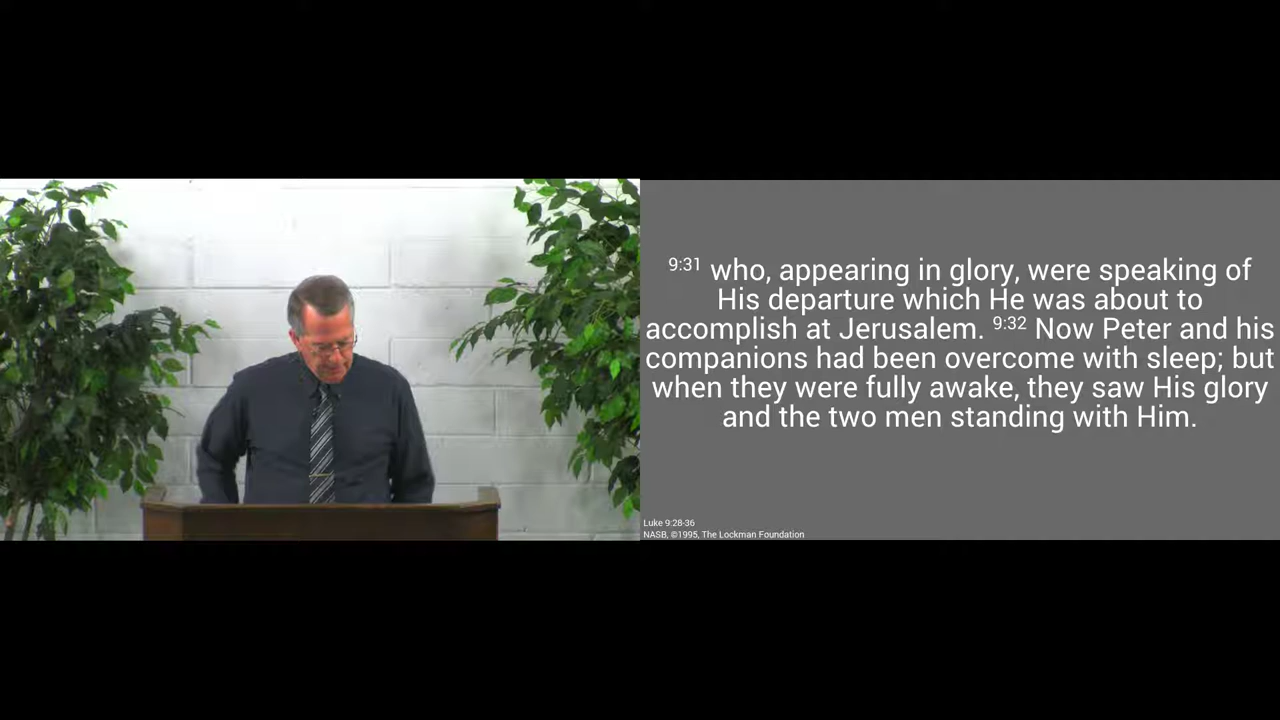 9:31 who, appearing in glory, were speaking of
His departure which He was about to
accomplish at Jerusalem. 9:32 Now Peter and his
companions had been overcome with sleep; but
when they were fully awake, they saw His glory
and the two men standing with Him.
Luke 9:28-36
NASB, ©1995, The Lockman Foundation